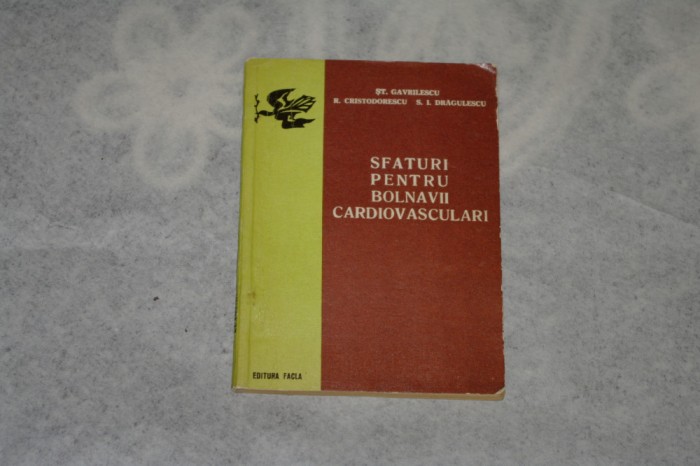 ŞT. GAVRILESCU
R. CRISTODORESCU S. I. DRĂGULESCU
SFATURI
PENTRU
BOLNAVII
CARDIOVASCULARI
EDITURA FACLA